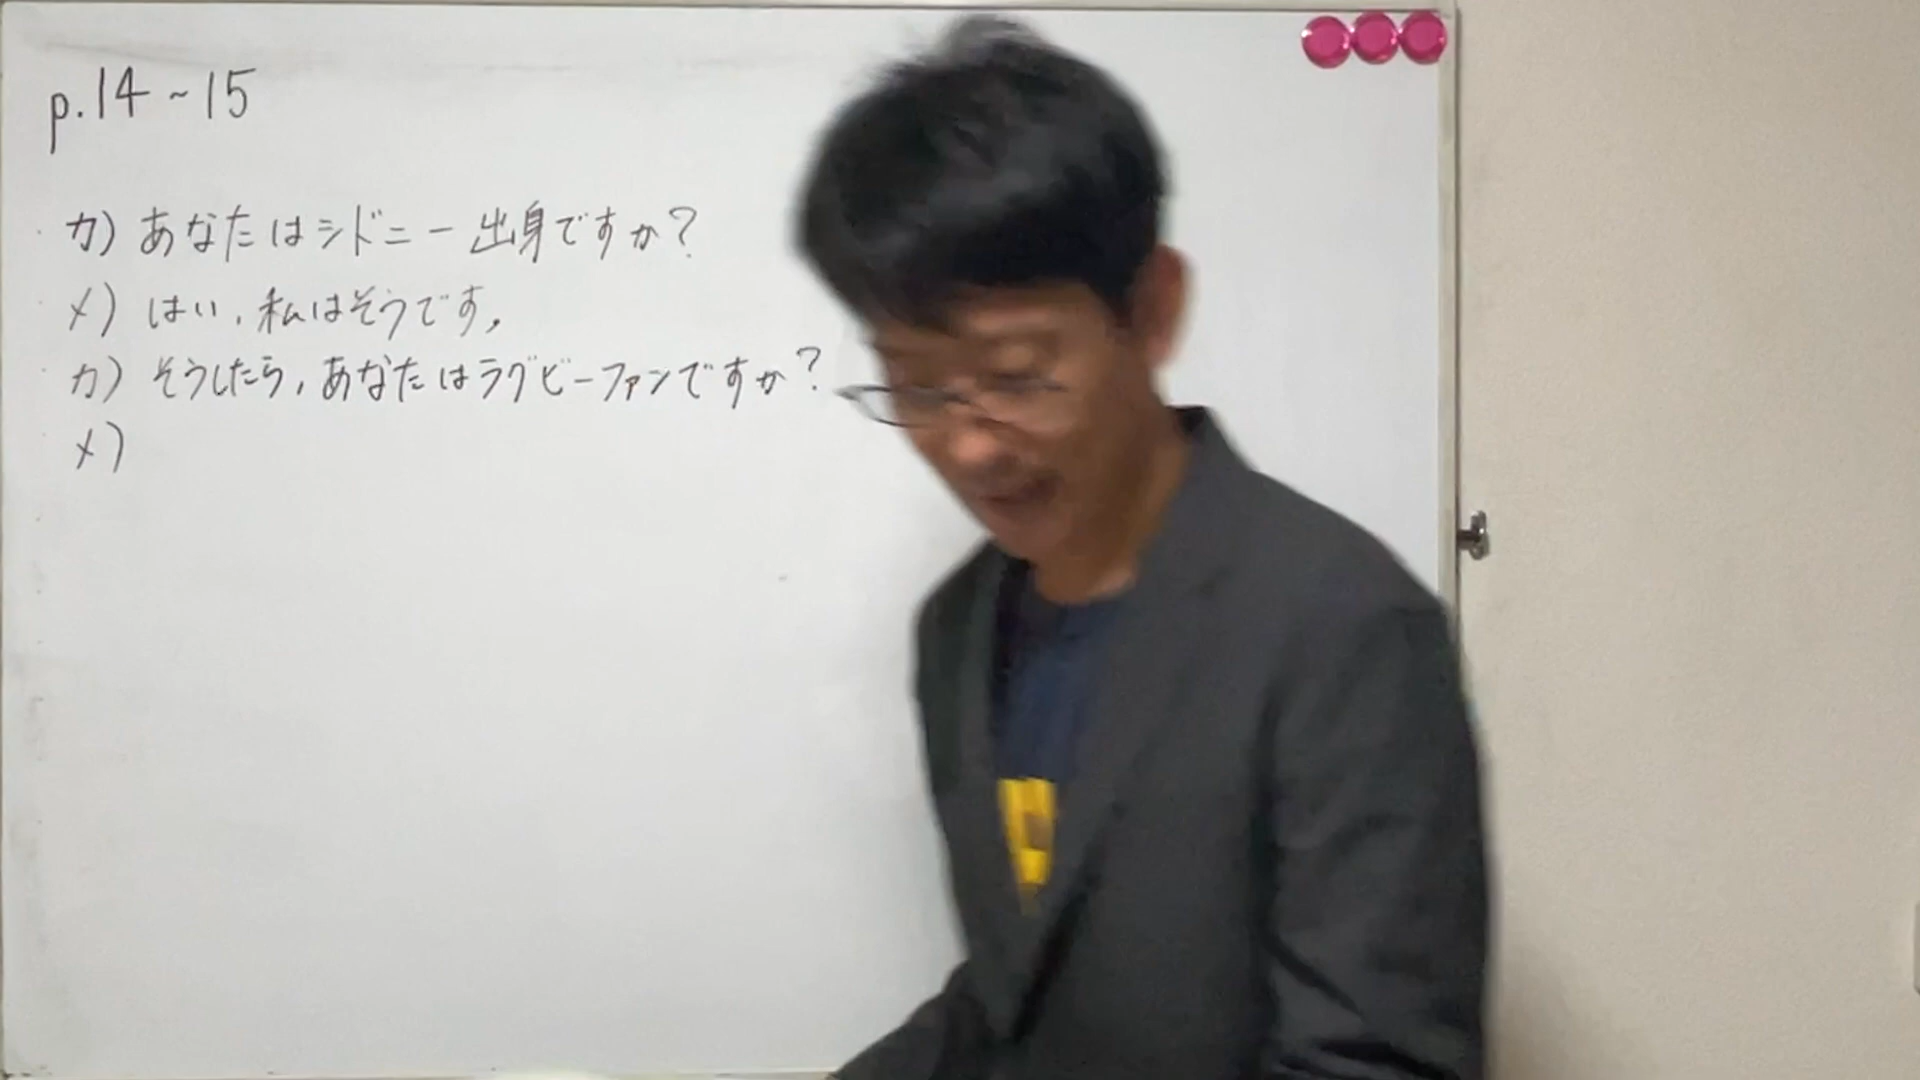 p.14~15
カ) あなたはシドニー出身ですか?
メ) はい,私はそうです,
カ) そうしたら,あなたはラグビーファンですか?
メ)